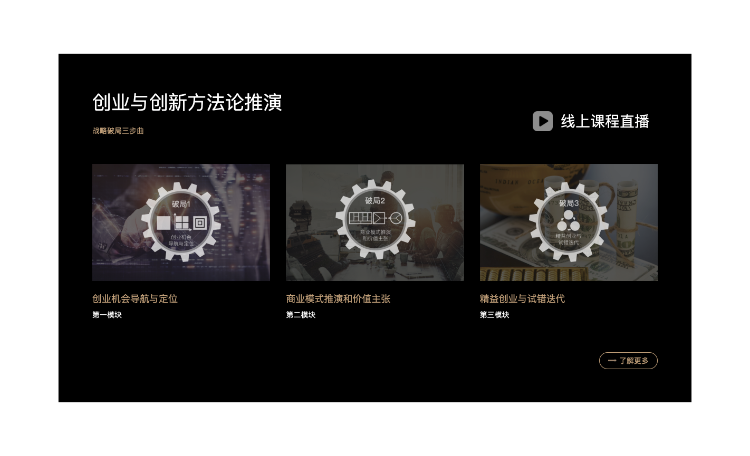 创业与创新方法论推演
战略破局三步曲
线上课程直播
破局1
创业机会
导航与定位
破局2
商业模式推演
和价值主张
破局3
精益创业与
试错迭代
创业机会导航与定位
第一模块
商业模式推演和价值主张
第二模块
精益创业与试错迭代
第三模块
了解更多